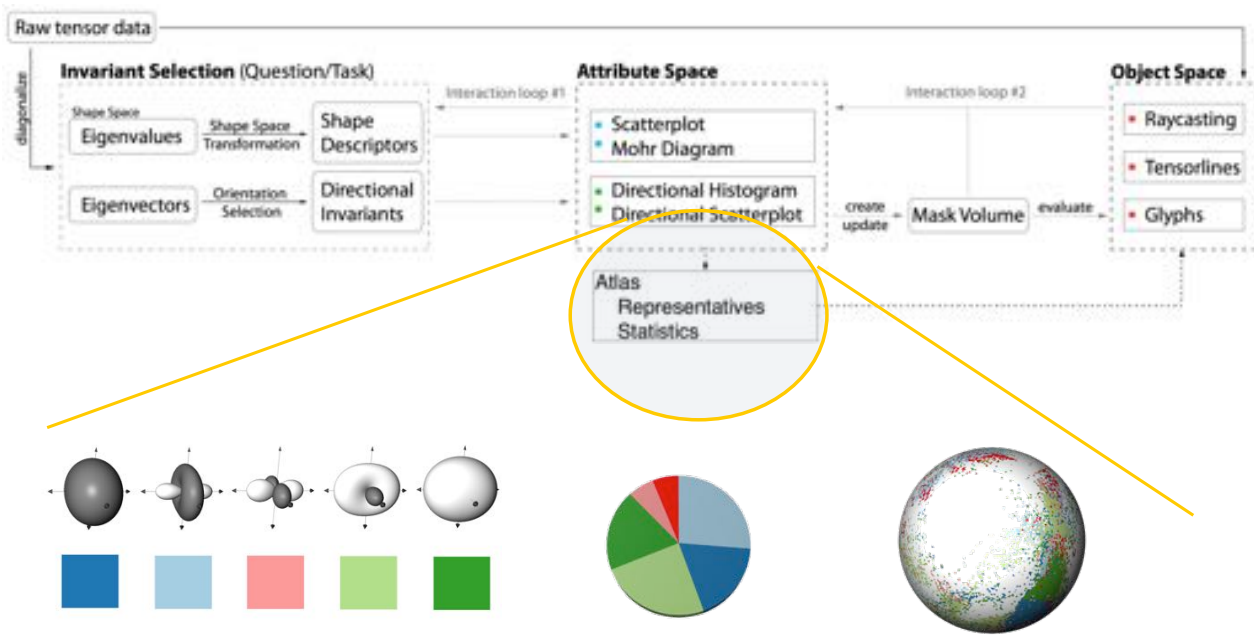 Raw tensor data
diagonalize
Invariant Selection (Question/Task)
Shape Space
Eigenvalues
Shape Space
Transformation
Shape
Descriptors
Eigenvectors
Orientation
Selection
Directional
Invariants
Interaction loop #1
Attribute Space
Scatterplot
Mohr Diagram
Directional Histogram
Directional Scatterplot
Atlas
Representatives
Statistics
Interaction loop #2
create
update
Mask Volume
evaluate
Object Space
Raycasting
Tensorlines
Glyphs